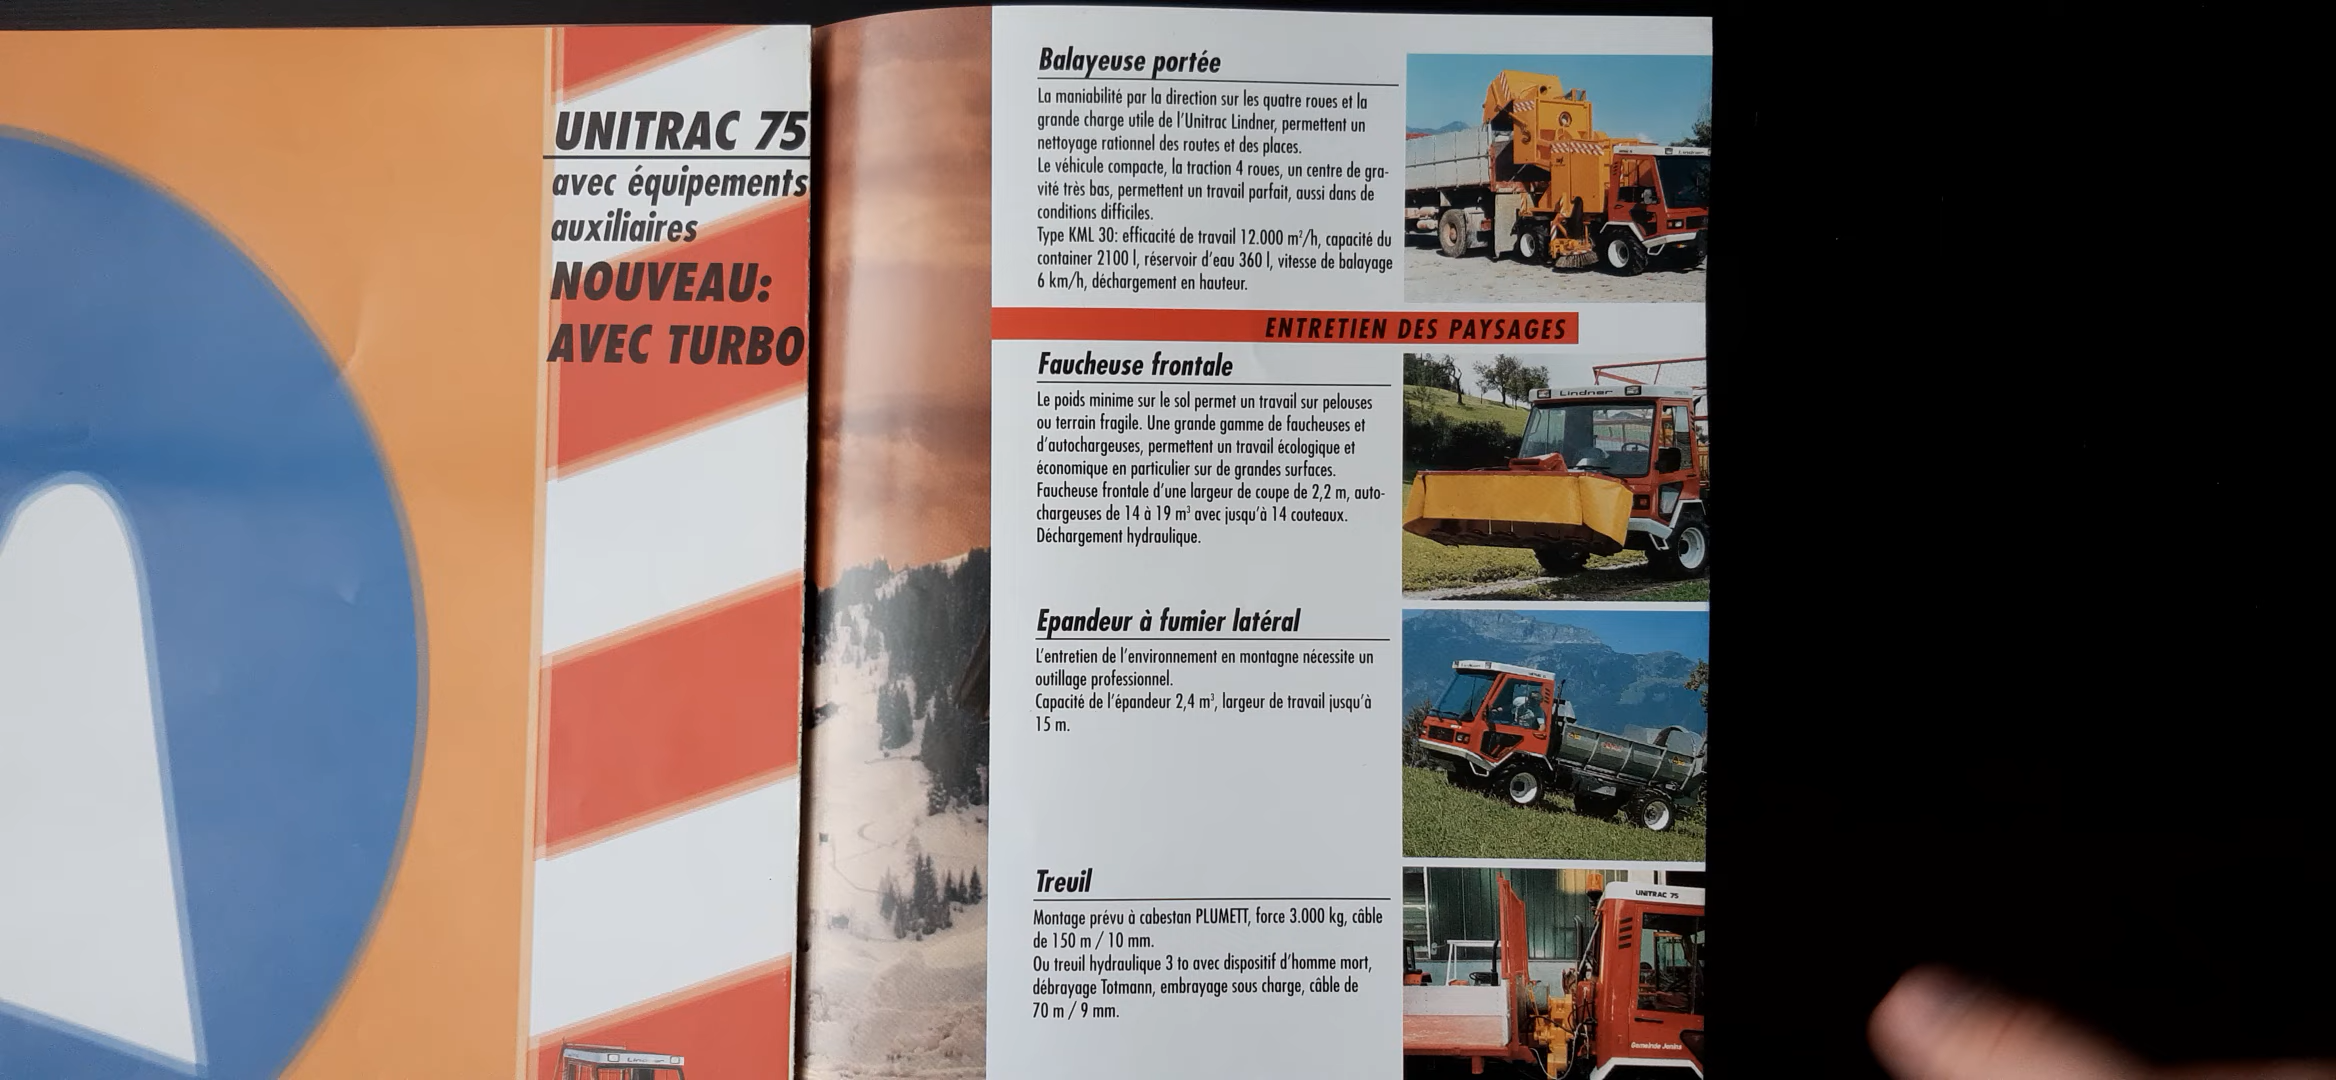 UNITRAC 75
avec équipements
auxiliaires
NOUVEAU:
AVEC TURBO
Lindner
Balayeuse portée
La maniabilité par la direction sur les quatre roues et la
grande charge utile de l'Unitrac Lindner, permettent un
nettoyage rationnel des routes et des places.
Le véhicule compacte, la traction 4 roues, un centre de gra-
vité très bas, permettent un travail parfait, aussi dans de
conditions difficiles.
Type KML 30: efficacité de travail 12.000 m²/h, capacité du
container 2100 l, réservoir d'eau 360 l, vitesse de balayage
6 km/h, déchargement en hauteur.
Lindner
ENTRETIEN DES PAYSAGES
Faucheuse frontale
Le poids minime sur le sol permet un travail sur pelouses
ou terrain fragile. Une grande gamme de faucheuses et
d'autochargeuses, permettent un travail écologique et
économique en particulier sur de grandes surfaces.
Faucheuse frontale d'une largeur de coupe de 2,2 m, auto-
chargeuses de 14 à 19 m³ avec jusqu'à 14 couteaux.
Déchargement hydraulique.
Lindner
Epandeur à fumier latéral
L'entretien de l'environnement en montagne nécessite un
outillage professionnel.
Capacité de l'épandeur 2,4 m³, largeur de travail jusqu'à
15 m.
Treuil
Montage prévu à cabestan PLUMETT, force 3.000 kg, câble
de 150 m / 10 mm.
Ou treuil hydraulique 3 to avec dispositif d'homme mort,
débrayage Totmann, embrayage sous charge, câble de
70 m / 9 mm.
UNITRAC 75
Gemeinde Jenins